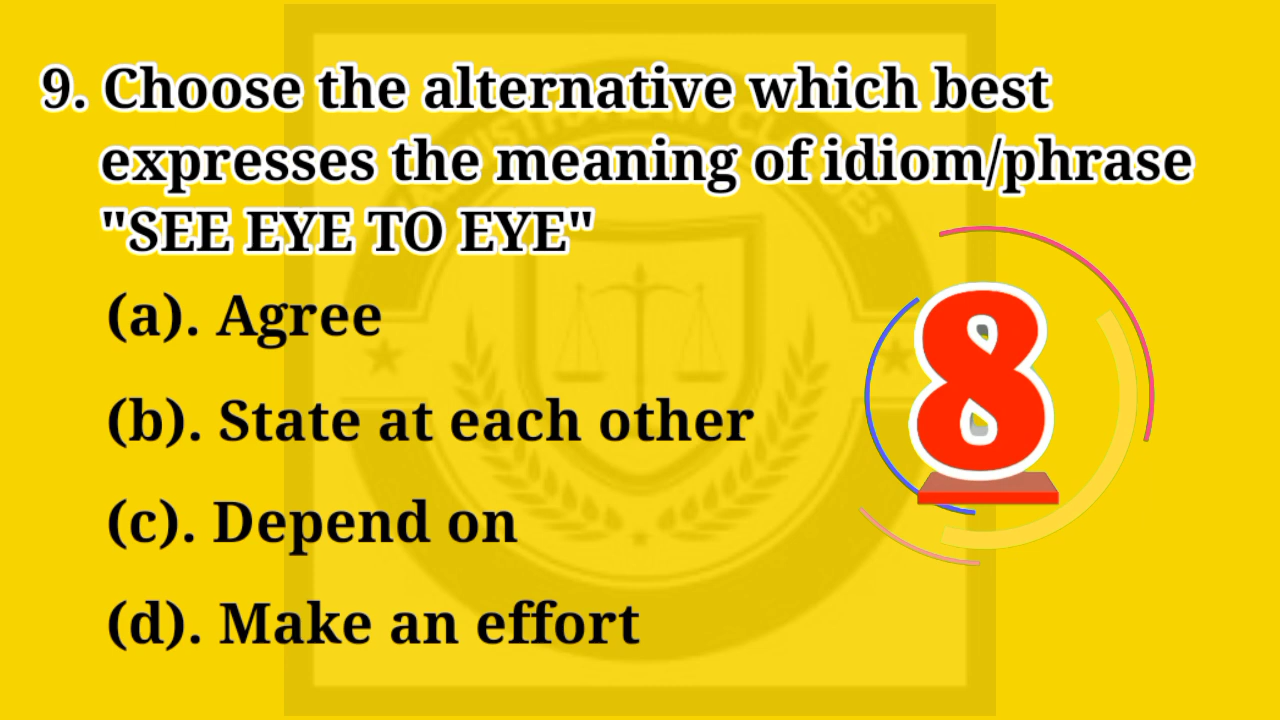 9. Choose the alternative which best
expresses the meaning of idiom/phrase
"SEE EYE TO EYE"
(a). Agree
(b). State at each other
(c). Depend on
(d). Make an effort
8